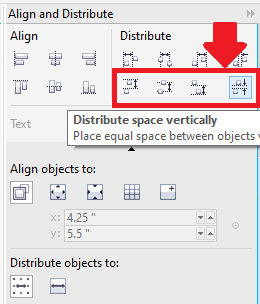 Align and Distribute
Align Distribute
Distribute space vertically
Place equal space between objects v
Text
Align objects to:
x: 4.25 "
y: 5.5 "
Distribute objects to: